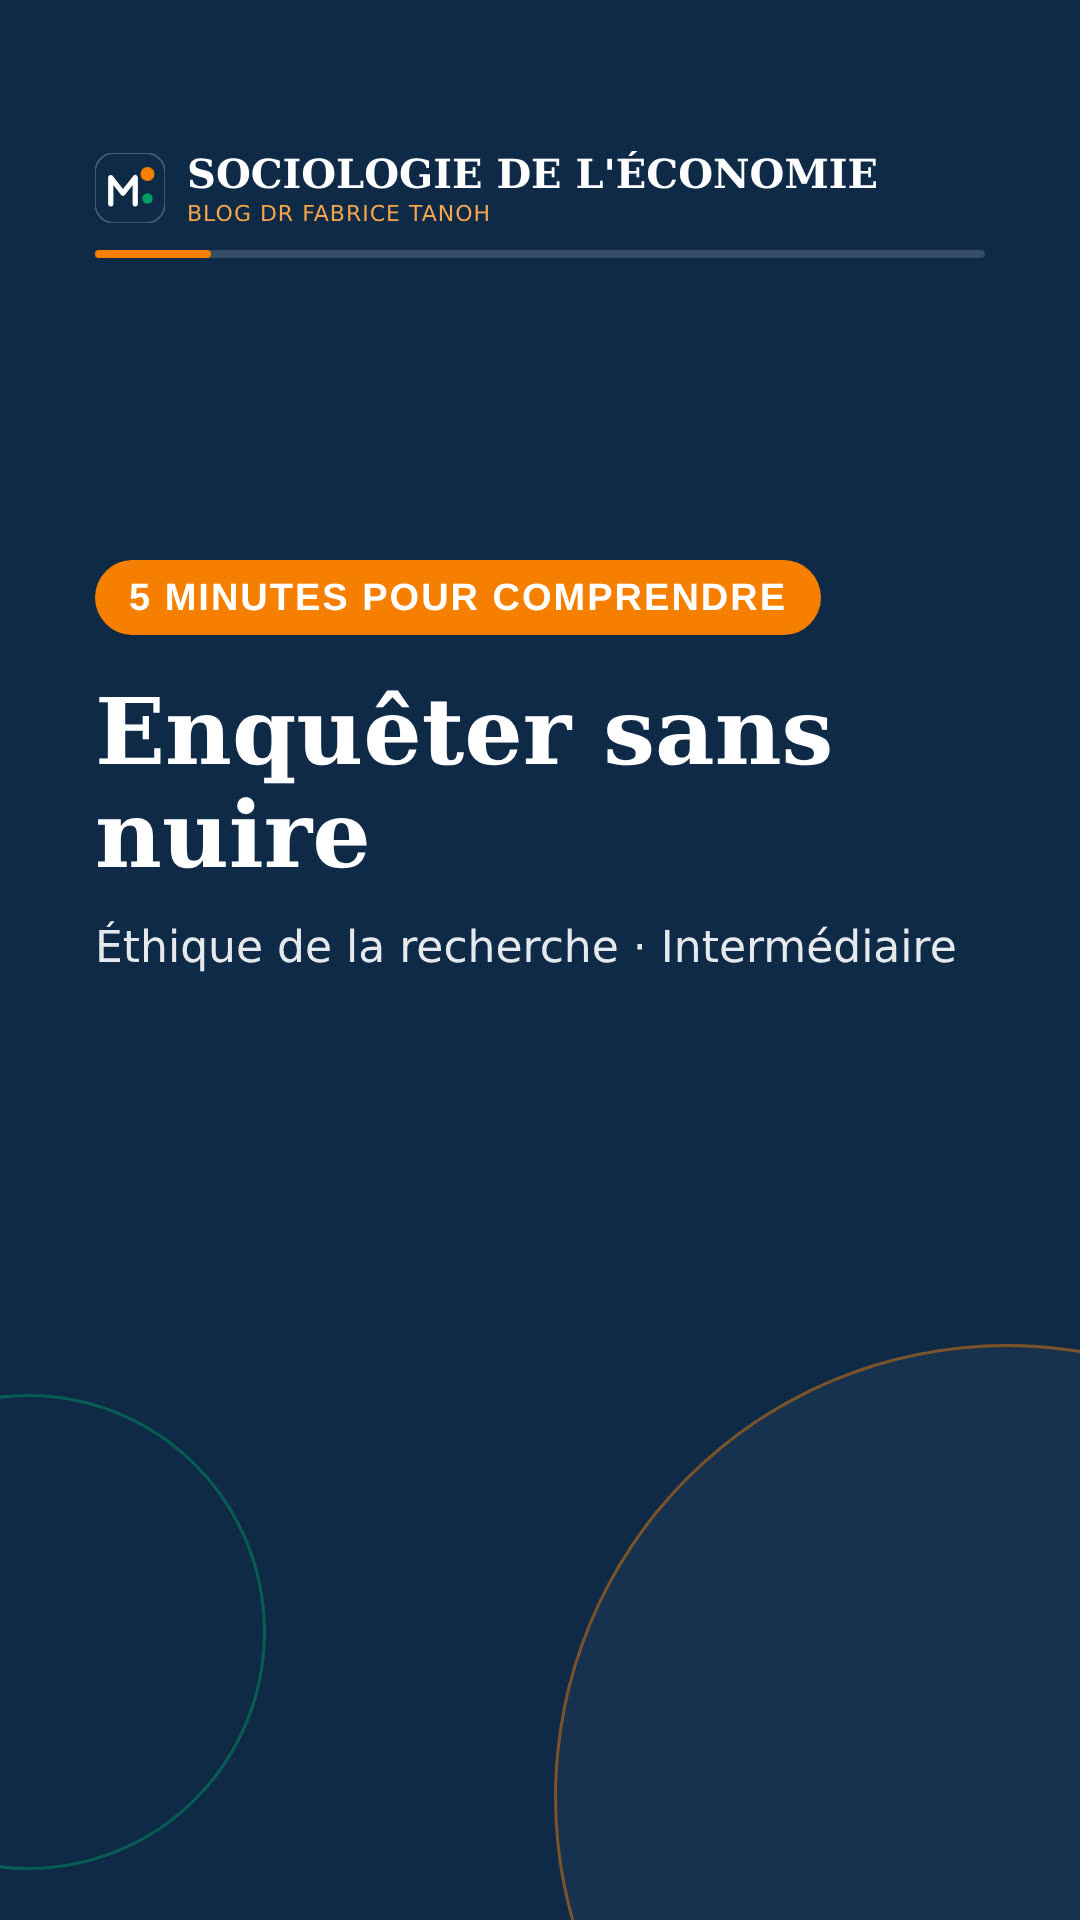 M
SOCIOLOGIE DE L'ÉCONOMIE
BLOG DR FABRICE TANOH
5 MINUTES POUR COMPRENDRE
Enquêter sans
nuire
Éthique de la recherche · Intermédiaire